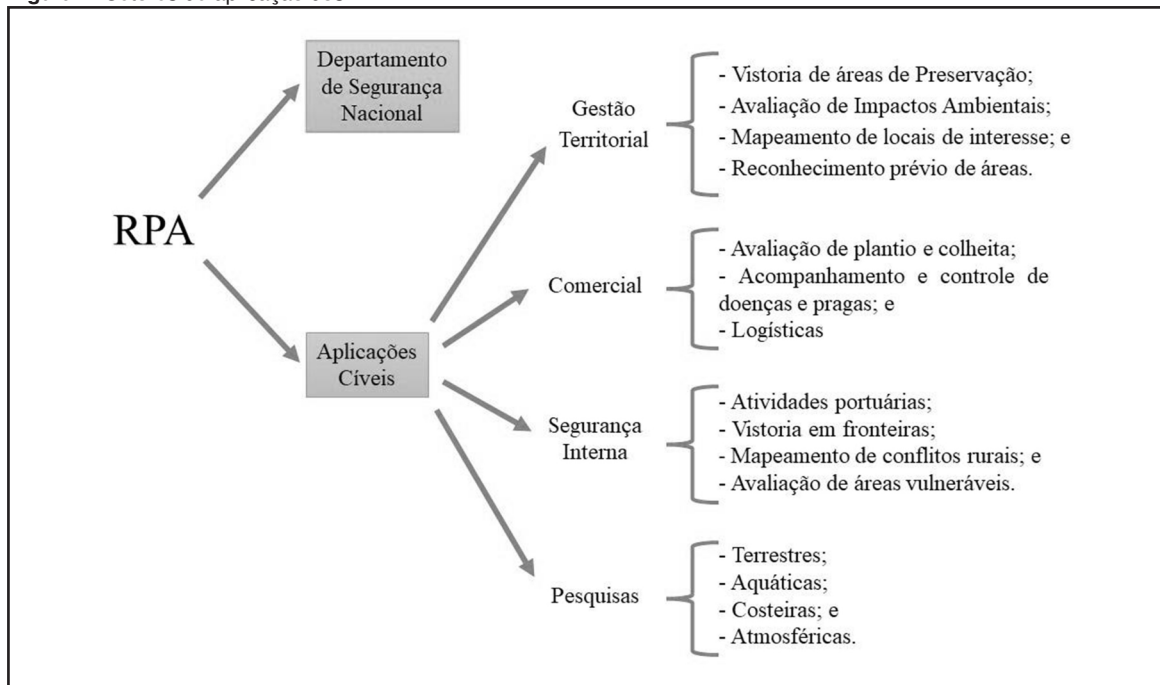 RPA
Departamento
de Segurança
Nacional
Aplicações
Cíveis
Gestão
Territorial
- Vistoria de áreas de Preservação;
- Avaliação de Impactos Ambientais;
- Mapeamento de locais de interesse; e
- Reconhecimento prévio de áreas.
Comercial
- Avaliação de plantio e colheita;
- Acompanhamento e controle de
doenças e pragas; e
- Logísticas
Segurança
Interna
- Atividades portuárias;
- Vistoria em fronteiras;
- Mapeamento de conflitos rurais; e
- Avaliação de áreas vulneráveis.
Pesquisas
- Terrestres;
- Aquáticas;
- Costeiras; e
- Atmosféricas.